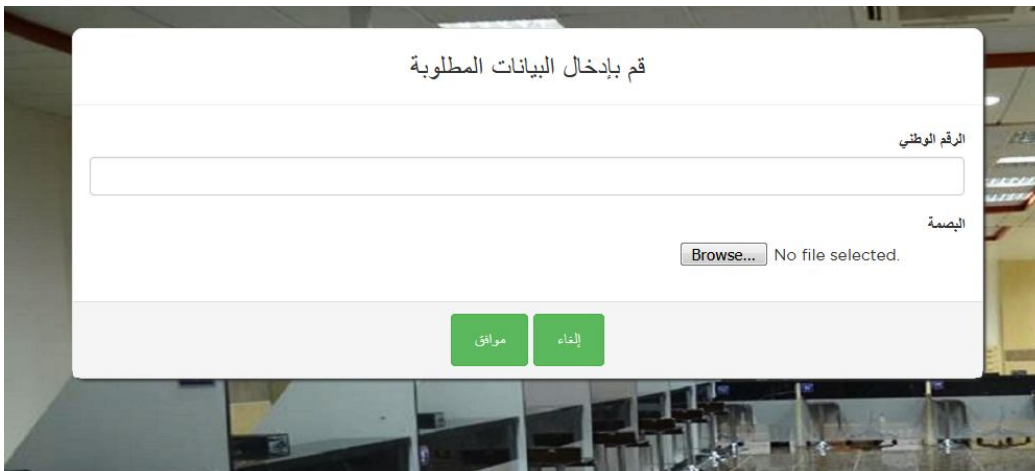 قم بإدخال البيانات المطلوبة
الرقم الوطني
البصمة
Browse... No file selected.
إلغاء
موافق